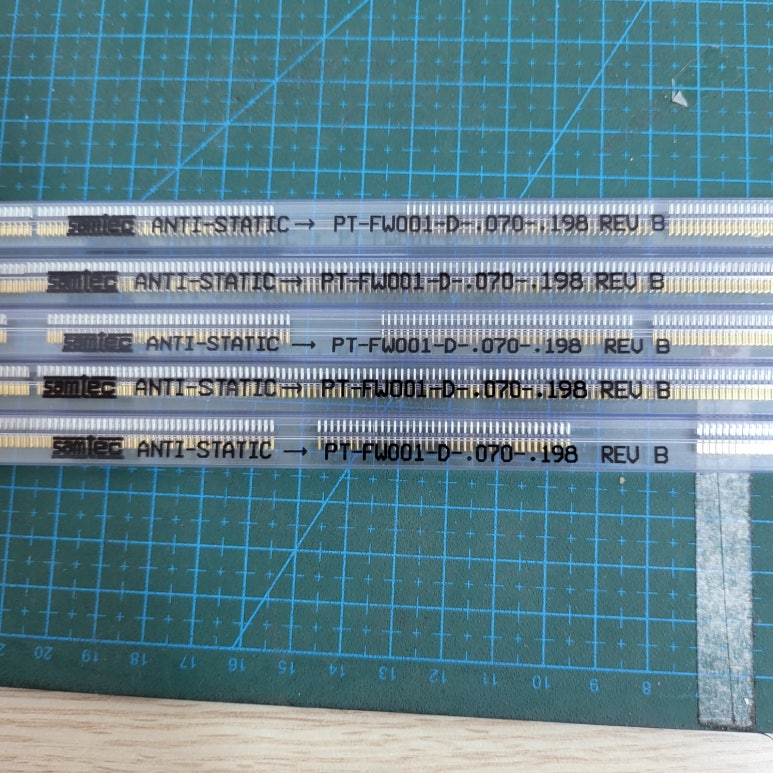 samtec ANTI-STATIC→ PT-FW001-D-.070-.198 REV B
samtec ANTI-STATIC→ PT-FW001-D-.070-.198 REV B
samtec ANTI-STATIC → PT-FW001-D-.070-.198 REV B
samtec ANTI-STATIC→ PT-FW001-D-.070-.198 REV B
samtec ANTI-STATIC → PT-FW001-D-.070-.198 REV B
20 19 18 17 16 15 14 13 12 11 10 9 8